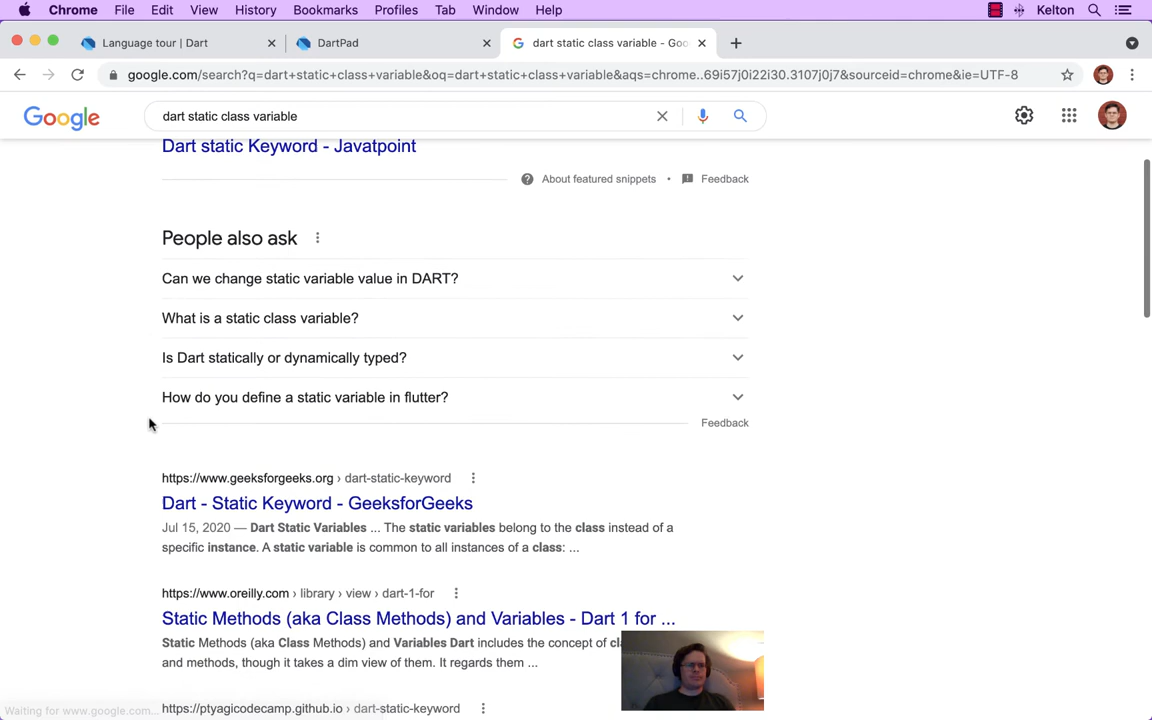 Chrome File Edit View History Bookmarks Profiles Tab Window Help Kelton
Language tour | Dart DartPad dart static class variable - Goo
google.com/search?q=dart+static+class+variable&oq=dart+static+class+variable&aqs=chrome..69i57j0i22i30.3107j0j7&sourceid=chrome&ie=UTF-8
Google dart static class variable
Dart static Keyword - Javatpoint
About featured snippets • Feedback
People also ask
Can we change static variable value in DART?
What is a static class variable?
Is Dart statically or dynamically typed?
How do you define a static variable in flutter?
Feedback
https://www.geeksforgeeks.org › dart-static-keyword
Dart - Static Keyword - GeeksforGeeks
Jul 15, 2020 — Dart Static Variables ... The static variables belong to the class instead of a
specific instance. A static variable is common to all instances of a class: ...
https://www.oreilly.com › library › view › dart-1-for
Static Methods (aka Class Methods) and Variables - Dart 1 for ...
Static Methods (aka Class Methods) and Variables Dart includes the concept of
and methods, though it takes a dim view of them. It regards them ...
https://ptyagicodecamp.github.io › dart-static-keyword
Waiting for www.google.com...